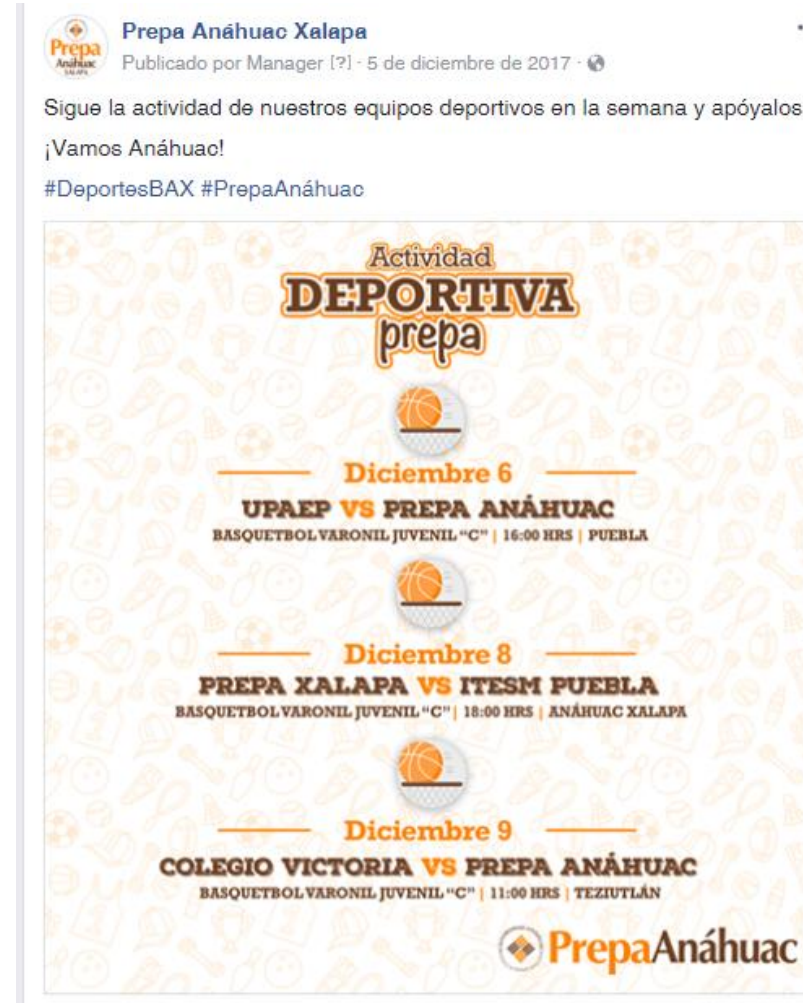 Prepa Anáhuac Xalapa
Prepa
Anáhuac
XALAPA
Publicado por Manager [?] · 5 de diciembre de 2017 ·
Sigue la actividad de nuestros equipos deportivos en la semana y apóyalos
¡Vamos Anáhuac!
#DeportesBAX #PrepaAnáhuac
Actividad
DEPORTIVA
prepa
Diciembre 6
UPAEP VS PREPA ANÁHUAC
BASQUETBOL VARONIL JUVENIL "C" | 16:00 HRS | PUEBLA
Diciembre 8
PREPA XALAPA VS ITESM PUEBLA
BASQUETBOL VARONIL JUVENIL "C" | 18:00 HRS | ANÁHUAC XALAPA
Diciembre 9
COLEGIO VICTORIA VS PREPA ANÁHUAC
BASQUETBOL VARONIL JUVENIL "C" | 11:00 HRS | TEZIUTLÁN
PrepaAnáhuac